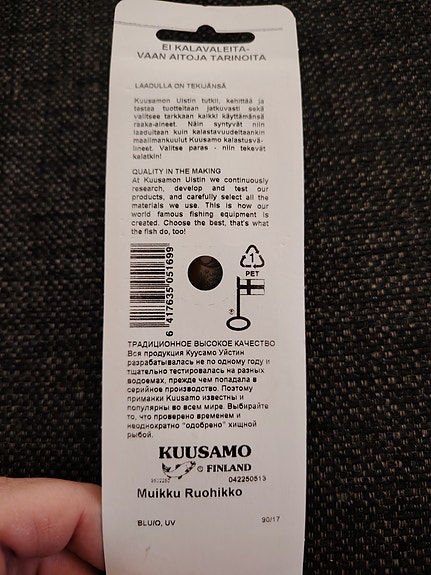 EI KALAVALEITA-
VAAN AITOJA TARINOITA
LAADULLA ON TEKIJÄNSÄ
Kuusamon Uistin tutkii, kehittää ja
testaa tuotteitaan jatkuvasti sekä
valitsee tarkkaan kaikki käyttämänsä
raaka-aineet. Näin syntyvät niin
laadultaan kuin kalastavuudeltaankin
maailmankuulut Kuusamo kalastusvä-
lineet. Valitse paras - niin tekevät
kalatkin!
QUALITY IN THE MAKING
At Kuusamon Uistin we continuously
research, develop and test our
products, and carefully select all the
materials we use. This is how our
world famous fishing equipment is
created. Choose the best, that's what
the fish do, too!
6 417635 051699
1
PET
ТРАДИЦИОННОЕ ВЫСОКОЕ КАЧЕСТВО
Вся продукция Куусамо Уйстин
разрабатывалась не по одному году и
тщательно тестировалась на разных
водоемах, прежде чем попадала в
серийное производство. Поэтому
приманки Kuusamo известны и
популярны во всем мире. Выбирайте
то, что проверено временем и
неоднократно "одобрено" хищной
рыбой.
KUUSAMO
® FINLAND
042250513
Muikku Ruohikko
BLU/O, UV 90/17